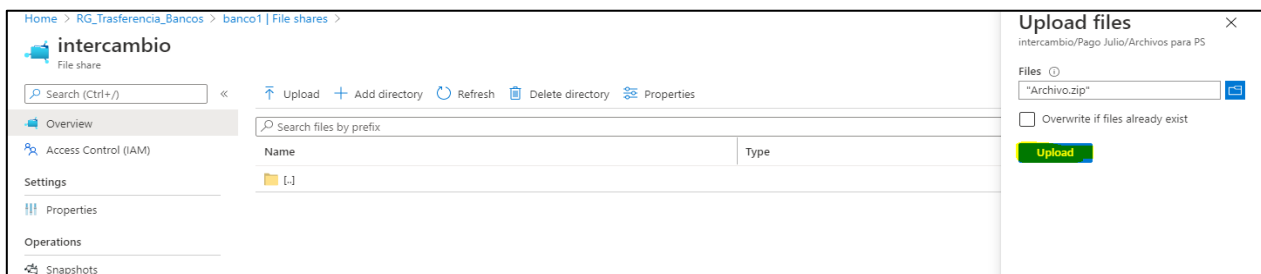 Home > RG_Trasferencia_Bancos > banco1 | File shares >
intercambio
File share
Search (Ctrl+/)
«
Overview
Access Control (IAM)
Settings
Properties
Operations
Snapshots
Upload
Add directory
Refresh
Delete directory
Properties
Search files by prefix
Name
Type
[..]
Upload files
intercambio/Pago Julio/Archivos para PS
Files
"Archivo.zip"
Overwrite if files already exist
Upload